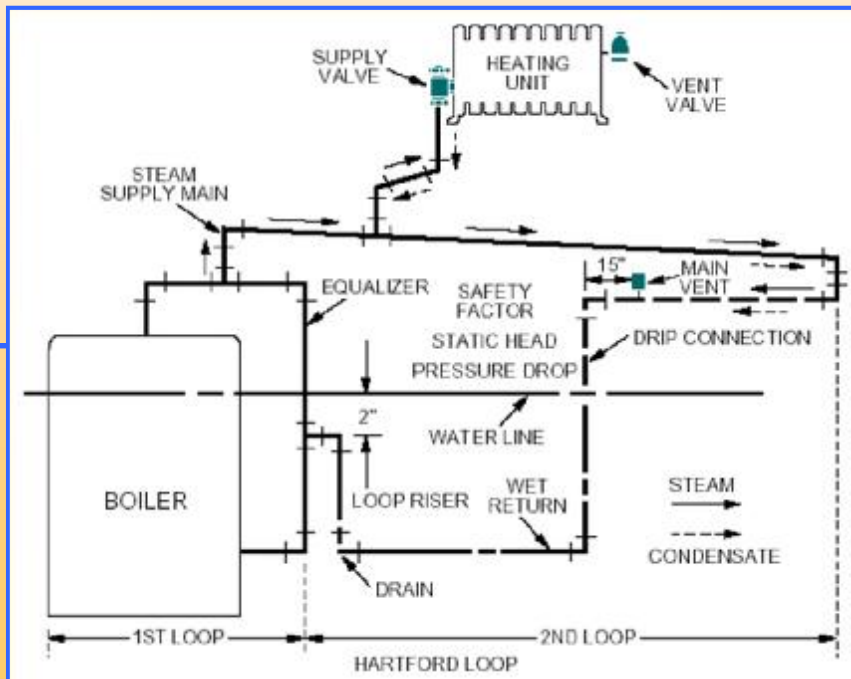 SUPPLY
VALVE
HEATING
UNIT
VENT
VALVE
STEAM
SUPPLY MAIN
15"
MAIN
VENT
EQUALIZER
SAFETY
FACTOR
STATIC HEAD
PRESSURE DROP
DRIP CONNECTION
2"
WATER LINE
BOILER
LOOP RISER
WET
RETURN
STEAM
CONDENSATE
DRAIN
1ST LOOP
2ND LOOP
HARTFORD LOOP